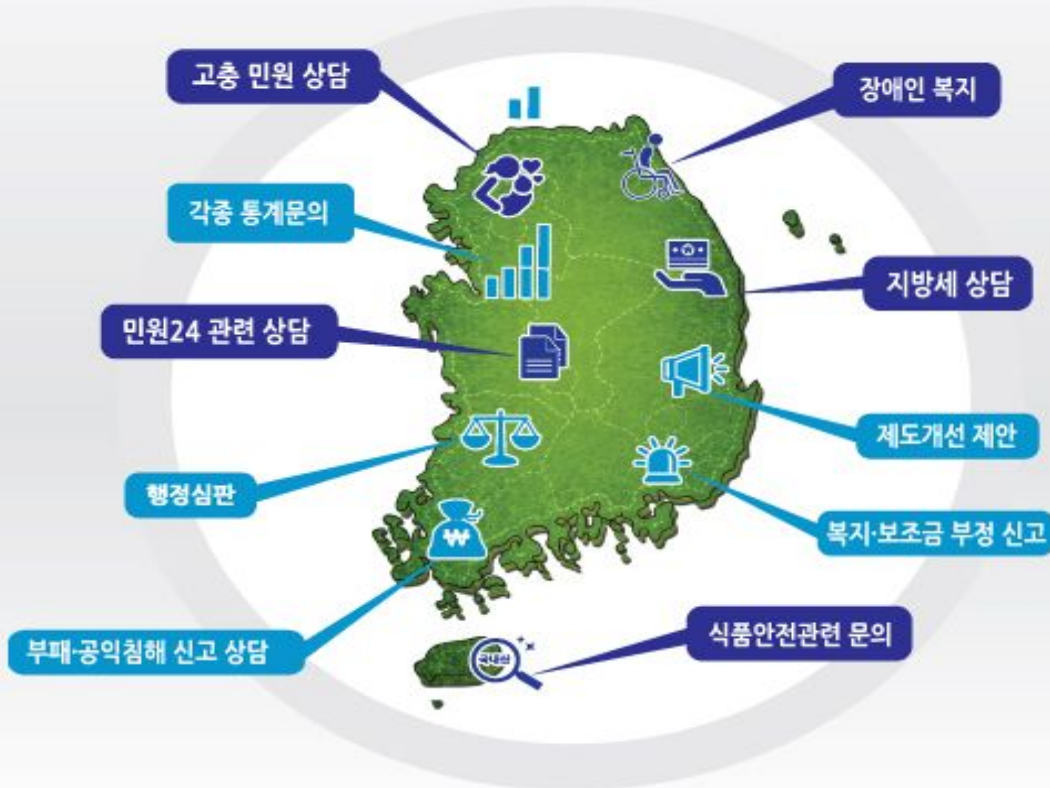 고충 민원 상담
장애인 복지
각종 통계문의
지방세 상담
민원24 관련 상담
제도개선 제안
행정심판
복지·보조금 부정 신고
₩
식품안전관련 문의
부패·공익침해 신고 상담
국내산